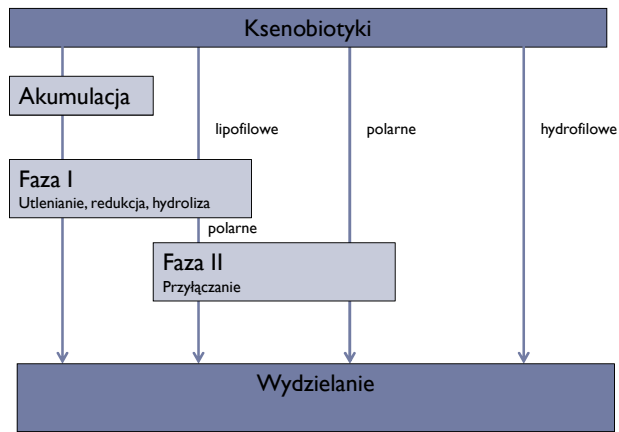 Ksenobiotyki
Akumulacja
lipofilowe
polarne
hydrofilowe
Faza I
Utlenianie, redukcja, hydroliza
polarne
Faza II
Przyłączanie
Wydzielanie